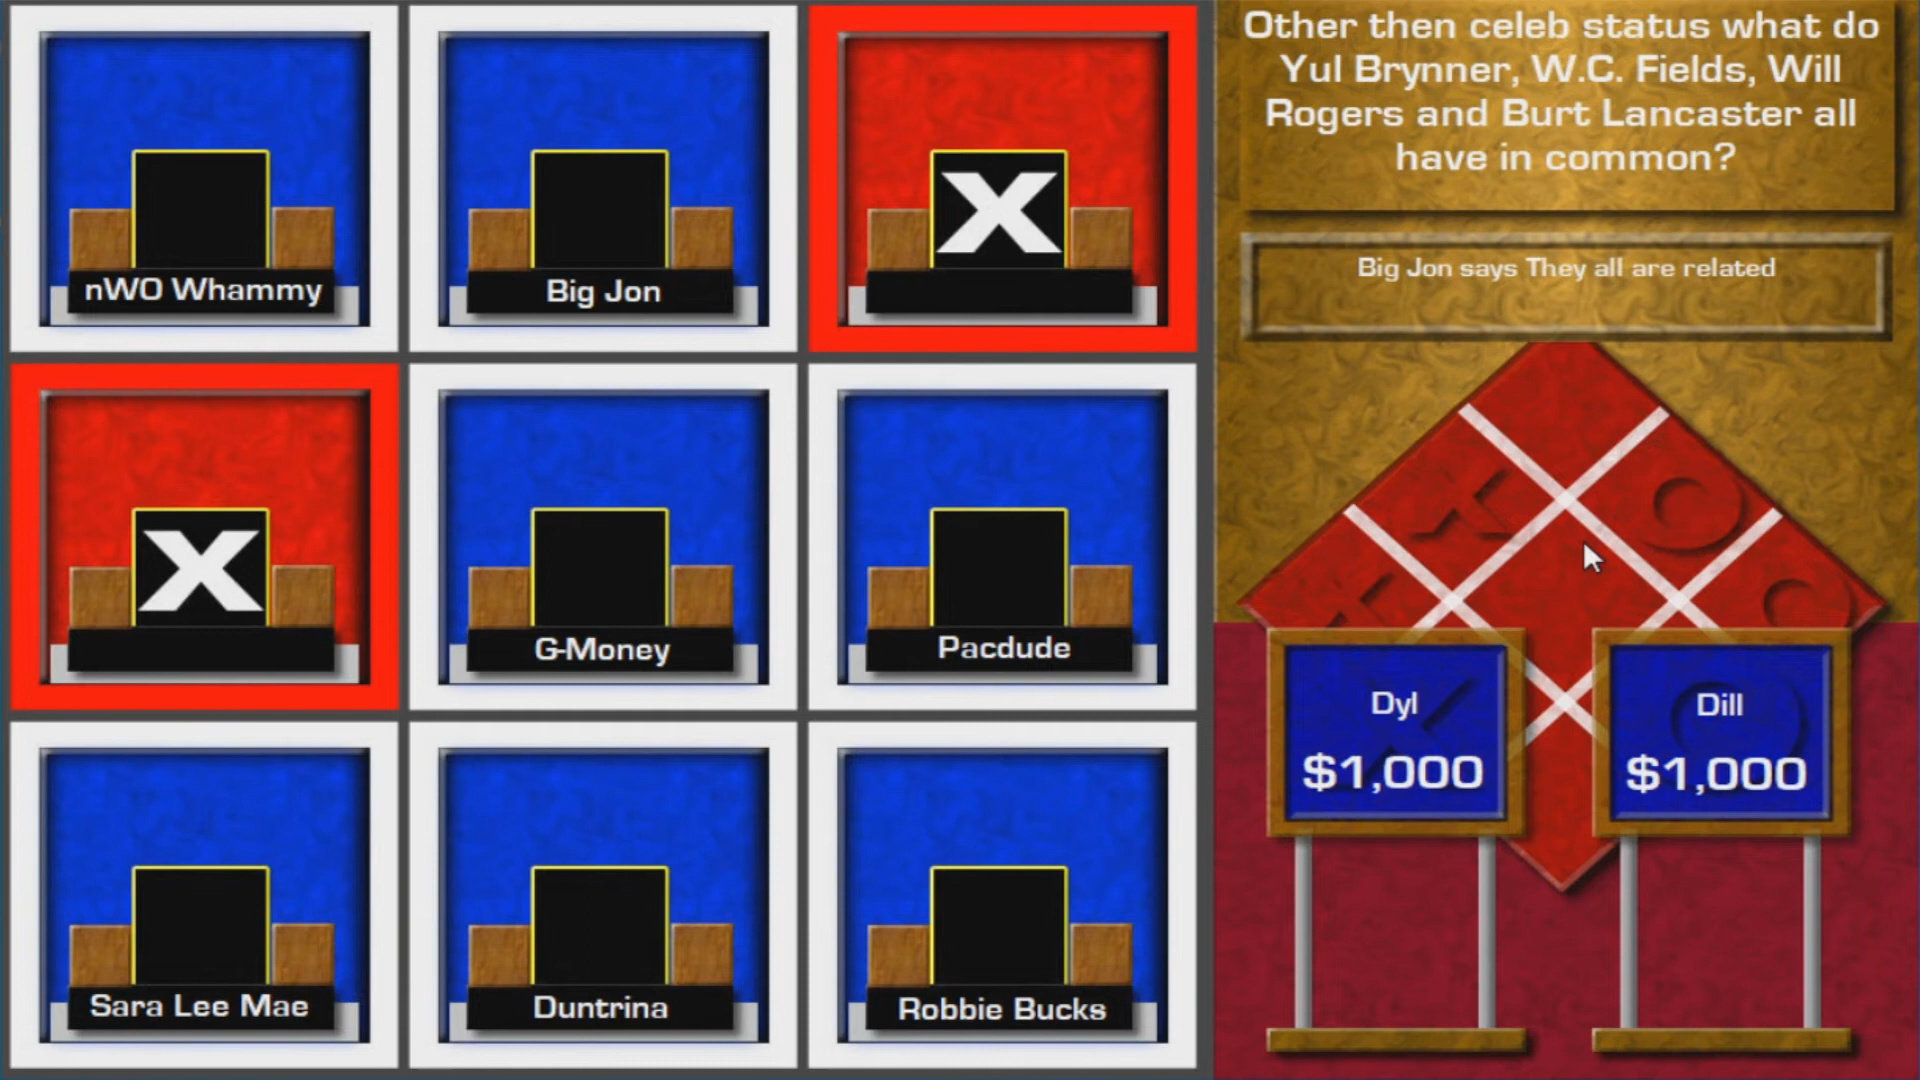 Other then celeb status what do
Yul Brynner, W.C. Fields, Will
Rogers and Burt Lancaster all
have in common?
Big Jon says They all are related
nWO Whammy
Big Jon
X
X
G-Money
Pacdude
Sara Lee Mae
Duntrina
Robbie Bucks
X
O
X
O
Dyl
$1,000
Dill
$1,000